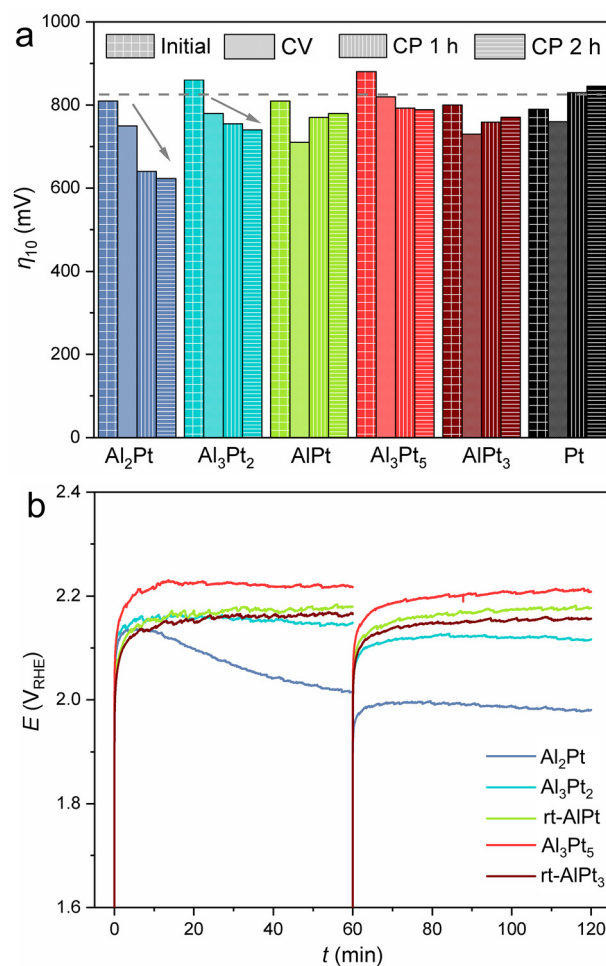 a
Initial CV CP 1 h CP 2 h
1000
800
600
400
200
0
η₁₀ (mV)
Al₂Pt Al₃Pt₂ AlPt Al₃Pt₅ AlPt₃ Pt
b
2.4
2.2
2.0
1.8
1.6
E (V_RHE)
Al₂Pt
Al₃Pt₂
rt-AlPt
Al₃Pt₅
rt-AlPt₃
0 20 40 60 80 100 120
t (min)